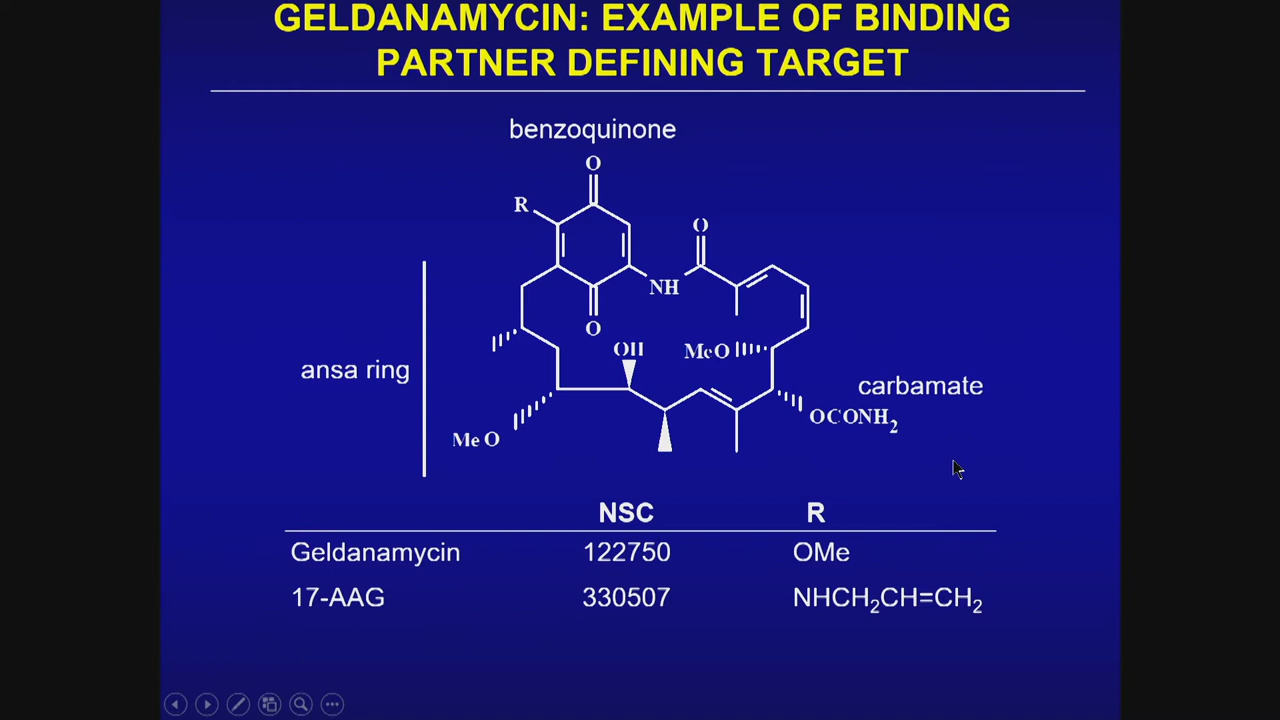 GELDANAMYCIN: EXAMPLE OF BINDING
PARTNER DEFINING TARGET
benzoquinone
O
R
O
NH
O
OH
MeO
ansa ring
carbamate
OCONH₂
MeO
NSC R
Geldanamycin 122750 OMe
17-AAG 330507 NHCH₂CH=CH₂